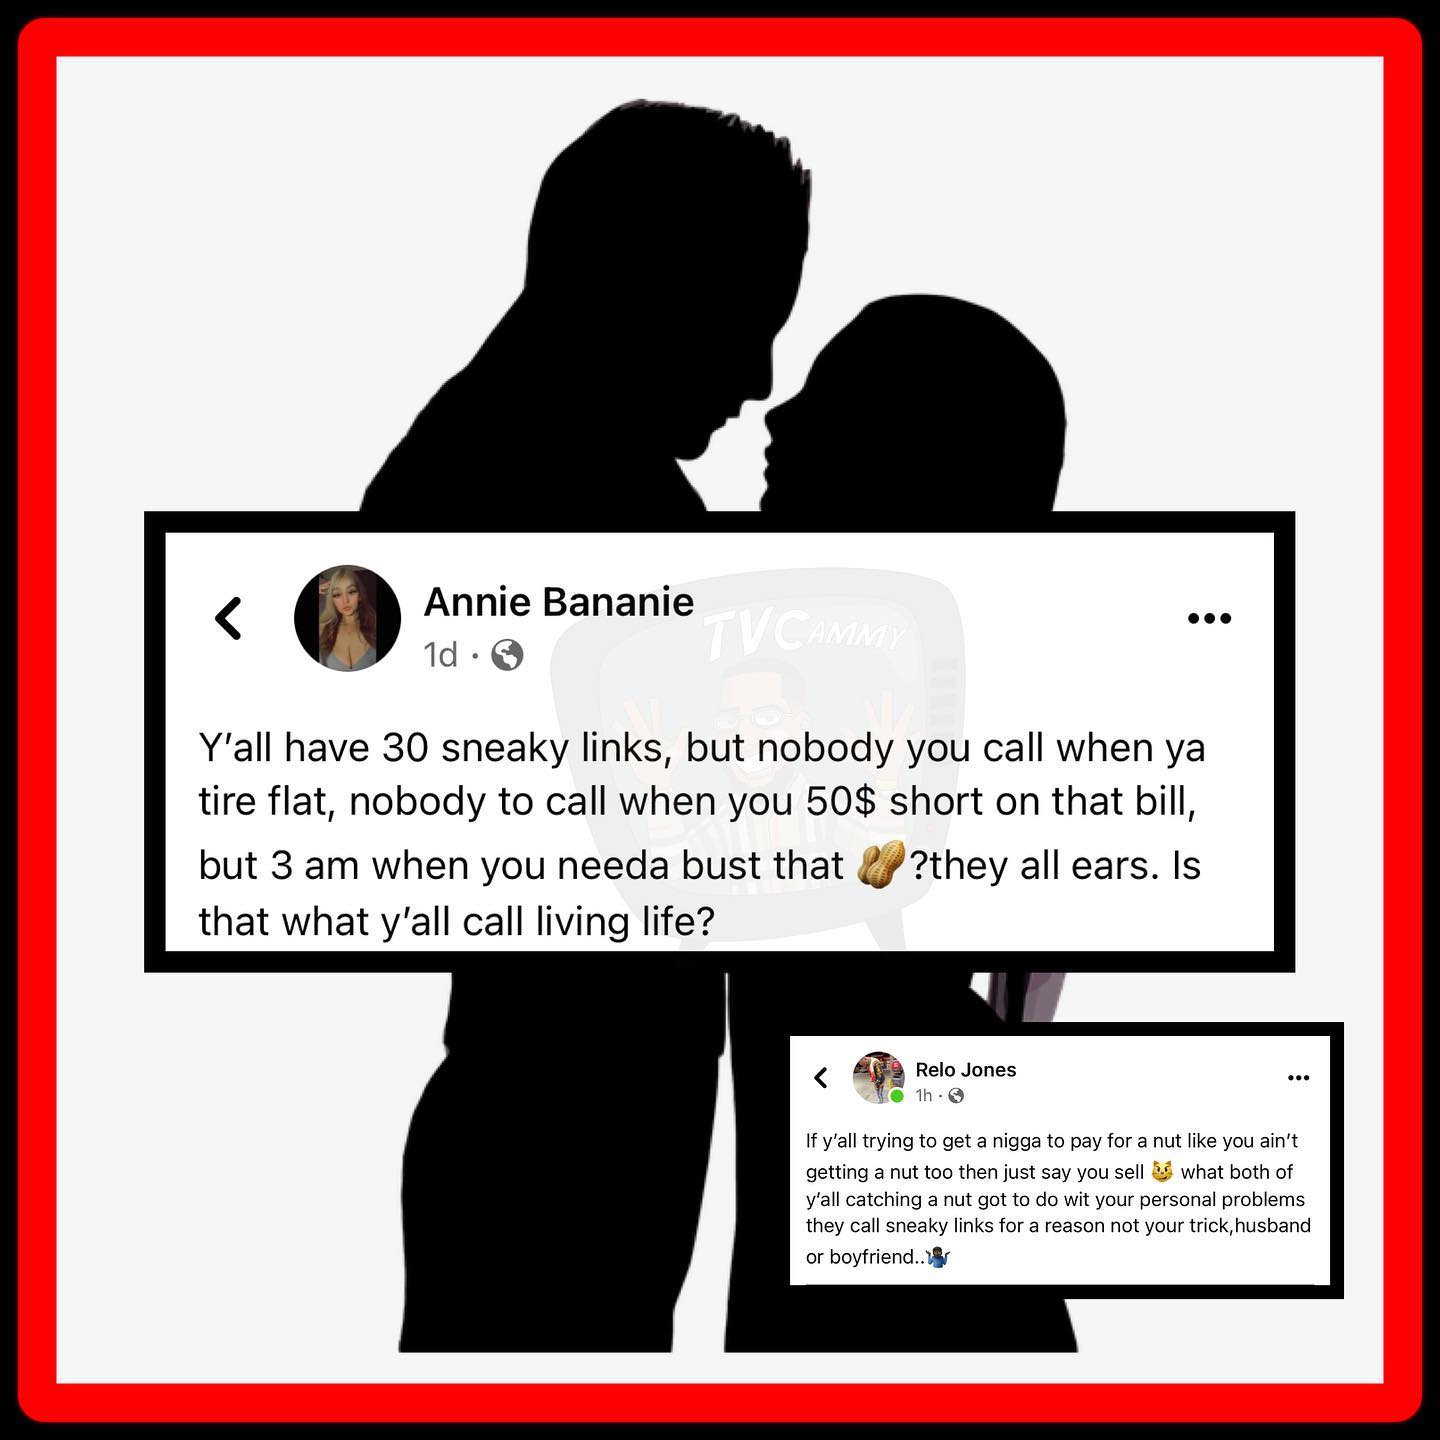 TVCAMMY
Annie Bananie
1d ·
Y’all have 30 sneaky links, but nobody you call when ya
tire flat, nobody to call when you 50$ short on that bill,
but 3 am when you needa bust that 🥜?they all ears. Is
that what y’all call living life?
Relo Jones
1h ·
If y’all trying to get a nigga to pay for a nut like you ain’t
getting a nut too then just say you sell 😼 what both of
y’all catching a nut got to do wit your personal problems
they call sneaky links for a reason not your trick,husband
or boyfriend..🤷🏿‍♂️